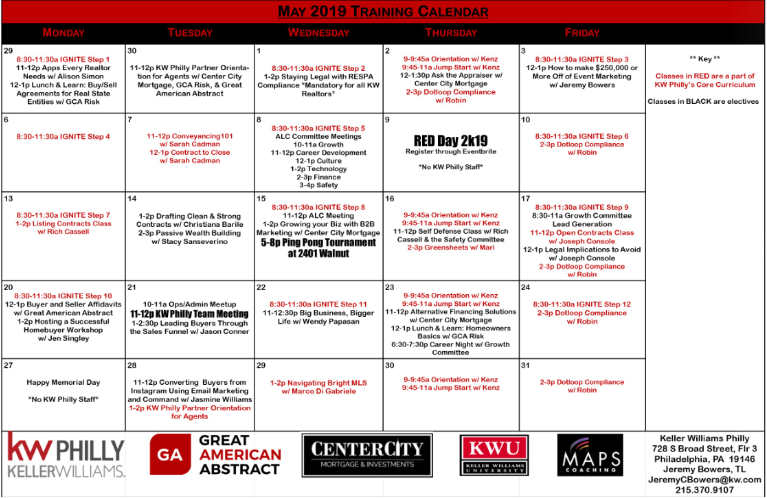 MAY 2019 TRAINING CALENDAR
MONDAY TUESDAY WEDNESDAY THURSDAY FRIDAY
29
8:30-11:30a IGNITE Step 1
11-12p Apps Every Realtor
Needs w/ Alison Simon
12-1p Lunch & Learn: Buy/Sell
Agreements for Real State
Entities w/ GCA Risk
30
11-12p KW Philly Partner Orienta-
tion for Agents w/ Center City
Mortgage, GCA Risk, & Great
American Abstract
1
8:30-11:30a IGNITE Step 2
1-2p Staying Legal with RESPA
Compliance *Mandatory for all KW
Realtors*
2
9-9:45a Orientation w/ Kenz
9:45-11a Jump Start w/ Kenz
12-1:30p Ask the Appraiser w/
Center City Mortgage
2-3p Dotloop Compliance
w/ Robin
3
8:30-11:30a IGNITE Step 3
12-1p How to make $250,000 or
More Off of Event Marketing
w/ Jeremy Bowers
** Key **
Classes in RED are a part of
KW Philly's Core Curriculum
Classes in BLACK are electives
6
8:30-11:30a IGNITE Step 4
7
11-12p Conveyancing101
w/ Sarah Cadman
12-1p Contract to Close
w/ Sarah Cadman
8
8:30-11:30a IGNITE Step 5
ALC Committee Meetings
10-11a Growth
11-12p Career Development
12-1p Culture
1-2p Technology
2-3p Finance
3-4p Safety
9
RED Day 2k19
Register through Eventbrite
*No KW Philly Staff*
10
8:30-11:30a IGNITE Step 6
2-3p Dotloop Compliance
w/ Robin
13
8:30-11:30a IGNITE Step 7
1-2p Listing Contracts Class
w/ Rich Cassell
14
1-2p Drafting Clean & Strong
Contracts w/ Christiana Barile
2-3p Passive Wealth Building
w/ Stacy Sanseverino
15
8:30-11:30a IGNITE Step 8
11-12p ALC Meeting
1-2p Growing your Biz with B2B
Marketing w/ Center City Mortgage
5-8p Ping Pong Tournament
at 2401 Walnut
16
9-9:45a Orientation w/ Kenz
9:45-11a Jump Start w/ Kenz
11-12p Self Defense Class w/ Rich
Cassell & the Safety Committee
2-3p Greensheets w/ Mari
17
8:30-11:30a IGNITE Step 9
8:30-11a Growth Committee
Lead Generation
11-12p Open Contracts Class
w/ Joseph Console
12-1p Legal Implications to Avoid
w/ Joseph Console
2-3p Dotloop Compliance
w/ Robin
20
8:30-11:30a IGNITE Step 10
12-1p Buyer and Seller Affidavits
w/ Great American Abstract
1-2p Hosting a Successful
Homebuyer Workshop
w/ Jen Singley
21
10-11a Ops/Admin Meetup
11-12p KW Philly Team Meeting
1-2:30p Leading Buyers Through
the Sales Funnel w/ Jason Conner
22
8:30-11:30a IGNITE Step 11
11-12:30p Big Business, Bigger
Life w/ Wendy Papasan
23
9-9:45a Orientation w/ Kenz
9:45-11a Jump Start w/ Kenz
11-12p Alternative Financing Solutions
w/ Center City Mortgage
12-1p Lunch & Learn: Homeowners
Basics w/ GCA Risk
6:30-7:30p Career Night w/ Growth
Committee
24
8:30-11:30a IGNITE Step 12
2-3p Dotloop Compliance
w/ Robin
27
Happy Memorial Day
*No KW Philly Staff*
28
11-12p Converting Buyers from
Instagram Using Email Marketing
and Command w/ Jasmine Williams
1-2p KW Philly Partner Orientation
for Agents
29
1-2p Navigating Bright MLS
w/ Marco Di Gabriele
30
9-9:45a Orientation w/ Kenz
9:45-11a Jump Start w/ Kenz
31
2-3p Dotloop Compliance
w/ Robin
kw PHILLY
KELLERWILLIAMS.
GA
GREAT
AMERICAN
ABSTRACT
CENTERCITY
MORTGAGE & INVESTMENTS
KWU
KELLER WILLIAMS
UNIVERSITY
MAPS
COACHING
Keller Williams Philly
728 S Broad Street, Flr 3
Philadelphia, PA 19146
Jeremy Bowers, TL
JeremyCBowers@kw.com
215.370.9107